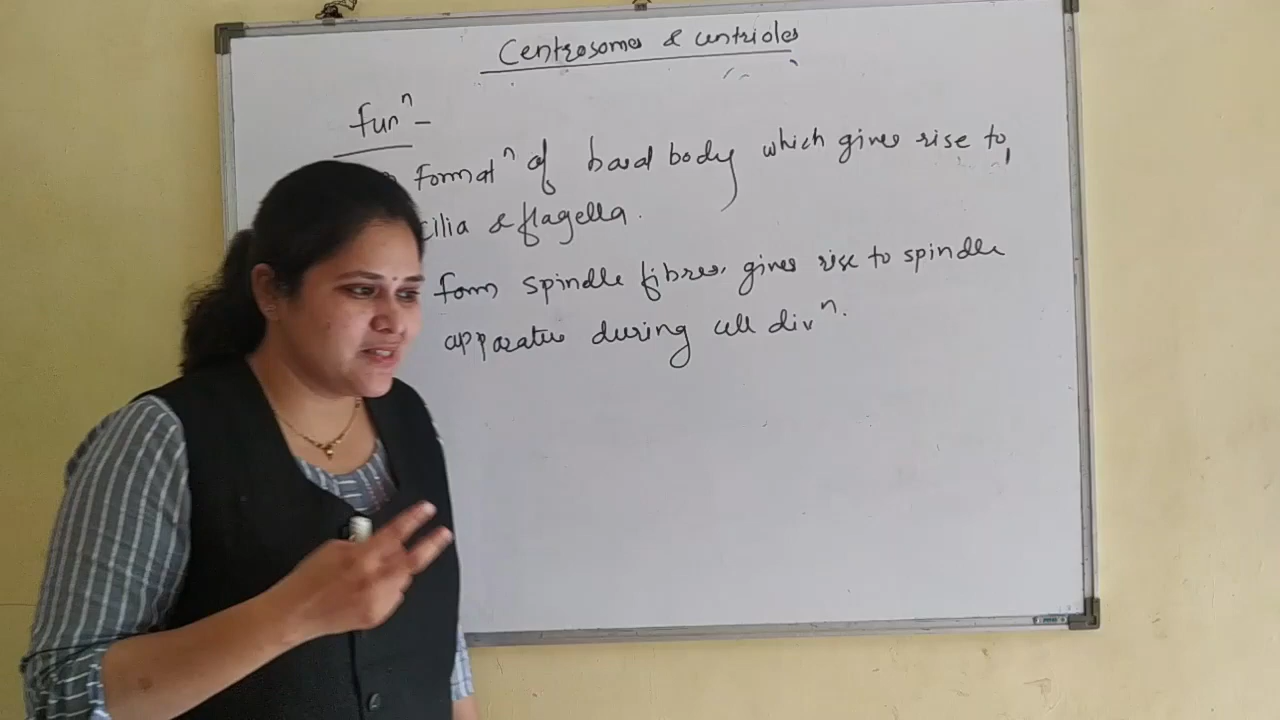 Centrosomes & centrioles
funⁿ -
formatⁿ of basal body which gives rise to
cilia & flagella.
form spindle fibres, gives rise to spindle
apparatus during cell divⁿ.